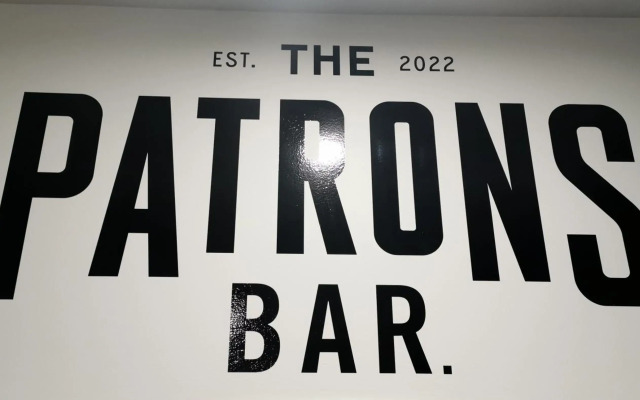 EST. THE 2022
PATRONS
BAR.